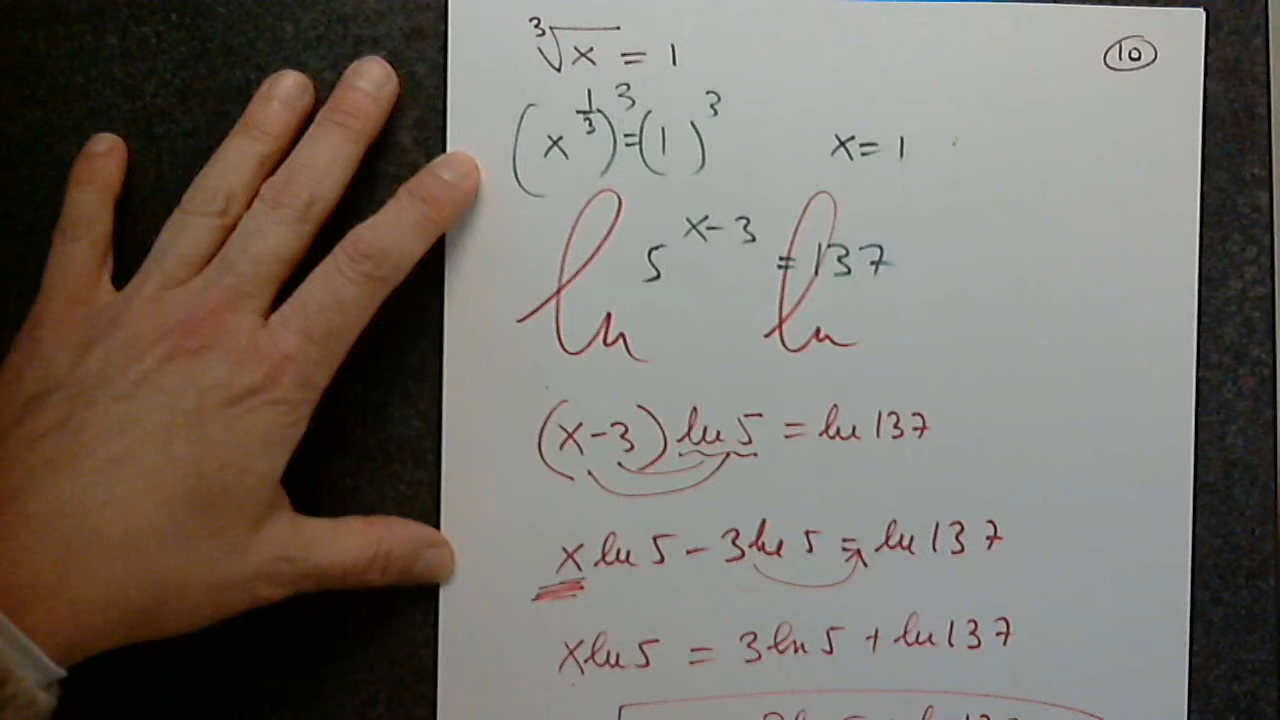 ∛x = 1
10
(x^(1/3))^3 = (1)^3 x = 1
ln 5^(x-3) = ln 137
(x-3) ln 5 = ln 137
x ln 5 - 3 ln 5 = ln 137
x ln 5 = 3 ln 5 + ln 137